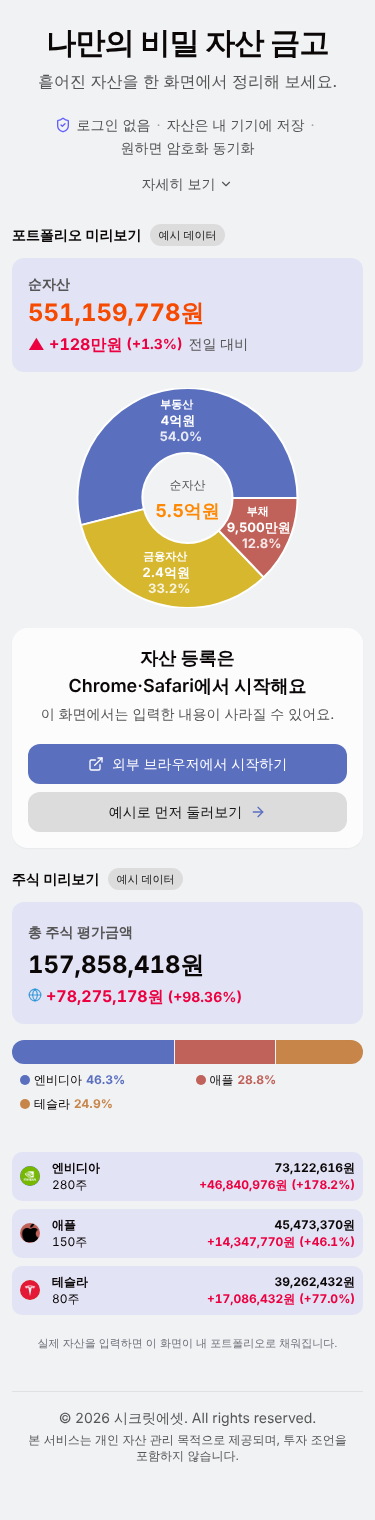 나만의 비밀 자산 금고
흩어진 자산을 한 화면에서 정리해 보세요.
로그인 없음 · 자산은 내 기기에 저장 ·
원하면 암호화 동기화
자세히 보기
포트폴리오 미리보기 예시 데이터
순자산
551,159,778원
▲ +128만원 (+1.3%) 전일 대비
부동산
4억원
54.0%
순자산
5.5억원
부채
9,500만원
12.8%
금융자산
2.4억원
33.2%
자산 등록은
Chrome·Safari에서 시작해요
이 화면에서는 입력한 내용이 사라질 수 있어요.
외부 브라우저에서 시작하기
예시로 먼저 둘러보기 →
주식 미리보기 예시 데이터
총 주식 평가금액
157,858,418원
+78,275,178원 (+98.36%)
엔비디아 46.3% 애플 28.8%
테슬라 24.9%
엔비디아 73,122,616원
280주 +46,840,976원 (+178.2%)
애플 45,473,370원
150주 +14,347,770원 (+46.1%)
테슬라 39,262,432원
80주 +17,086,432원 (+77.0%)
실제 자산을 입력하면 이 화면이 내 포트폴리오로 채워집니다.
© 2026 시크릿에셋. All rights reserved.
본 서비스는 개인 자산 관리 목적으로 제공되며, 투자 조언을
포함하지 않습니다.